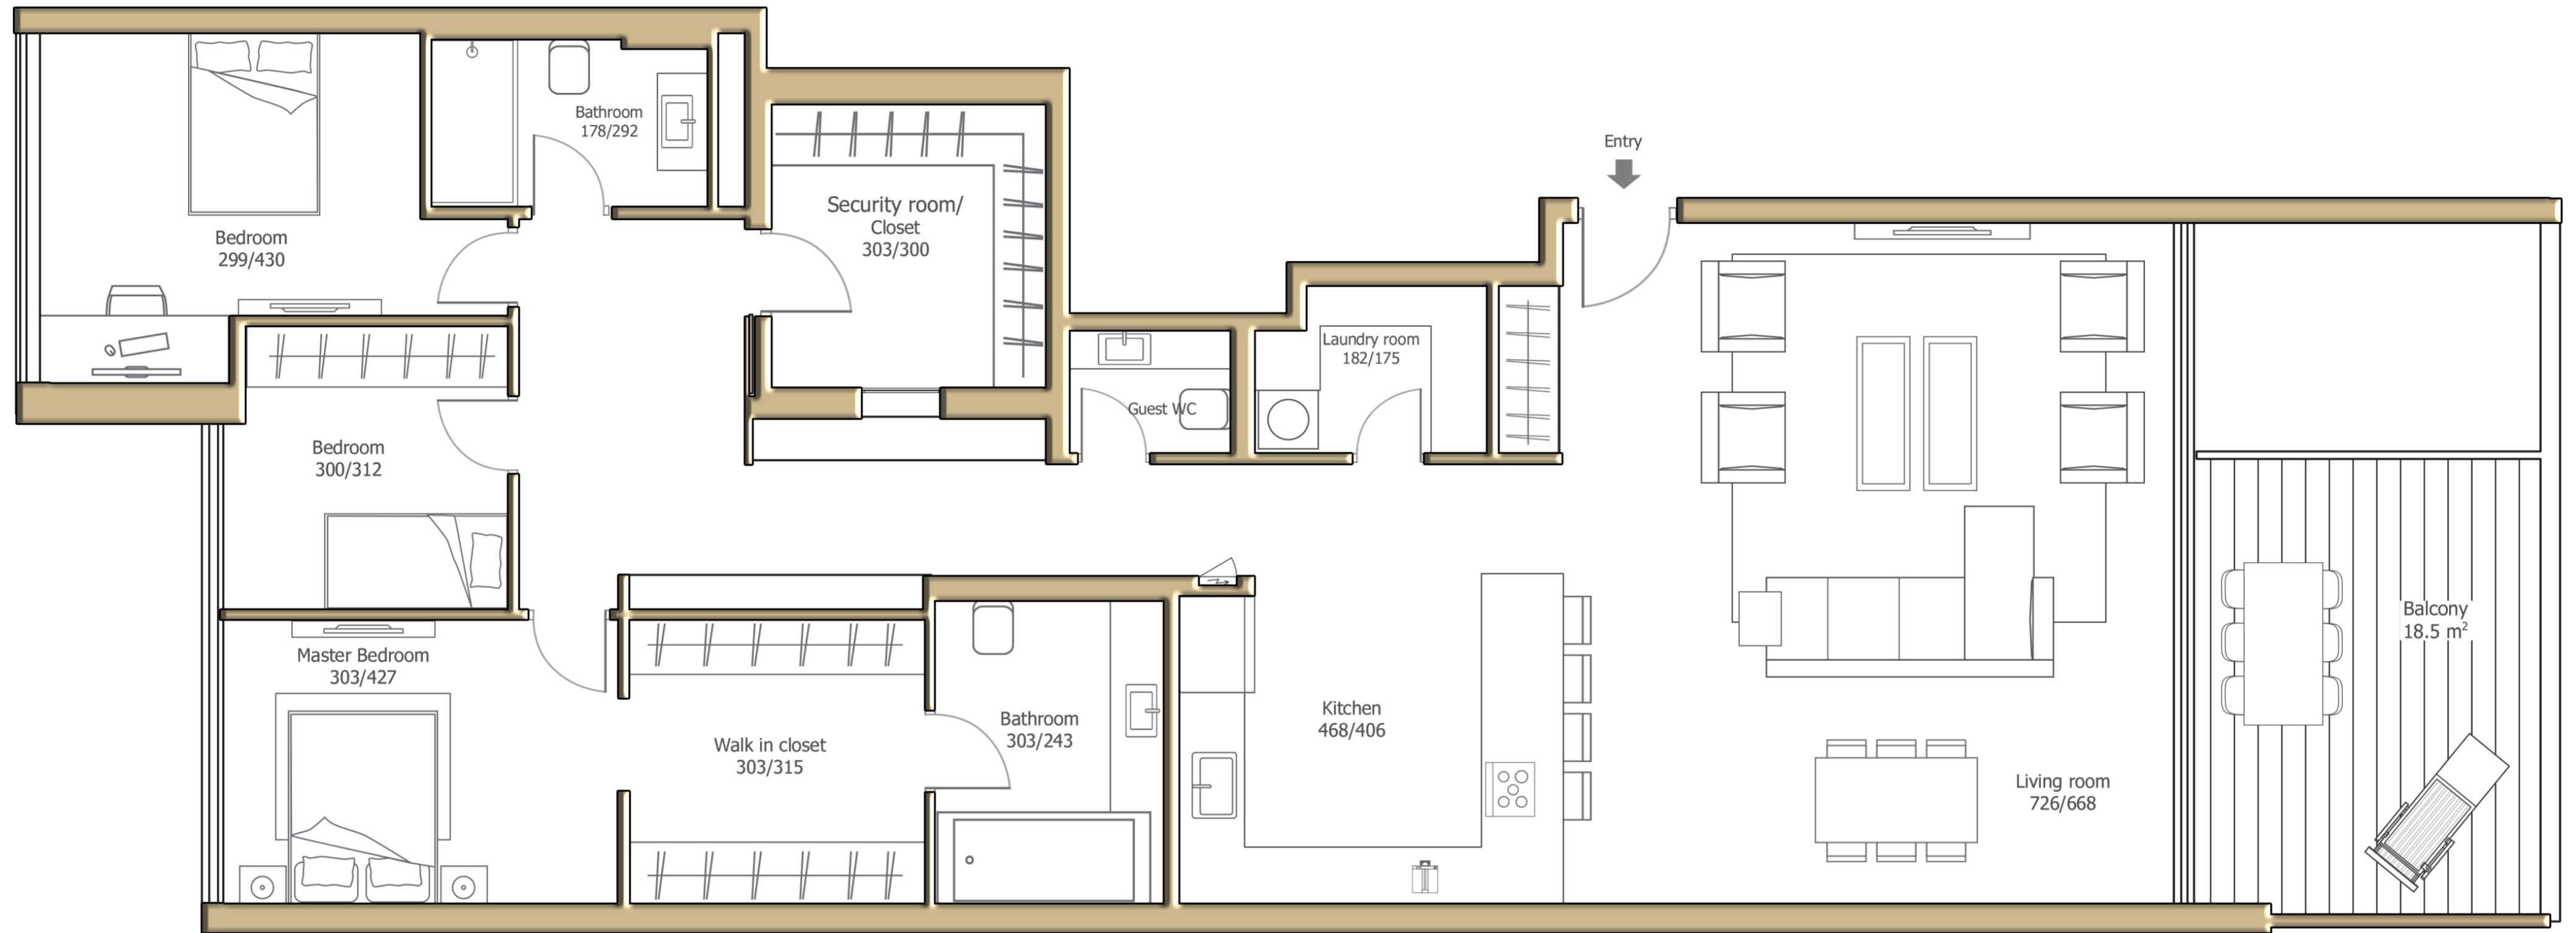 Bathroom
178/292
Entry
Security room/
Closet
303/300
Bedroom
299/430
Laundry room
182/175
Guest WC
Bedroom
300/312
Balcony
18.5 m²
Master Bedroom
303/427
Kitchen
468/406
Bathroom
303/243
Walk in closet
303/315
Living room
726/668